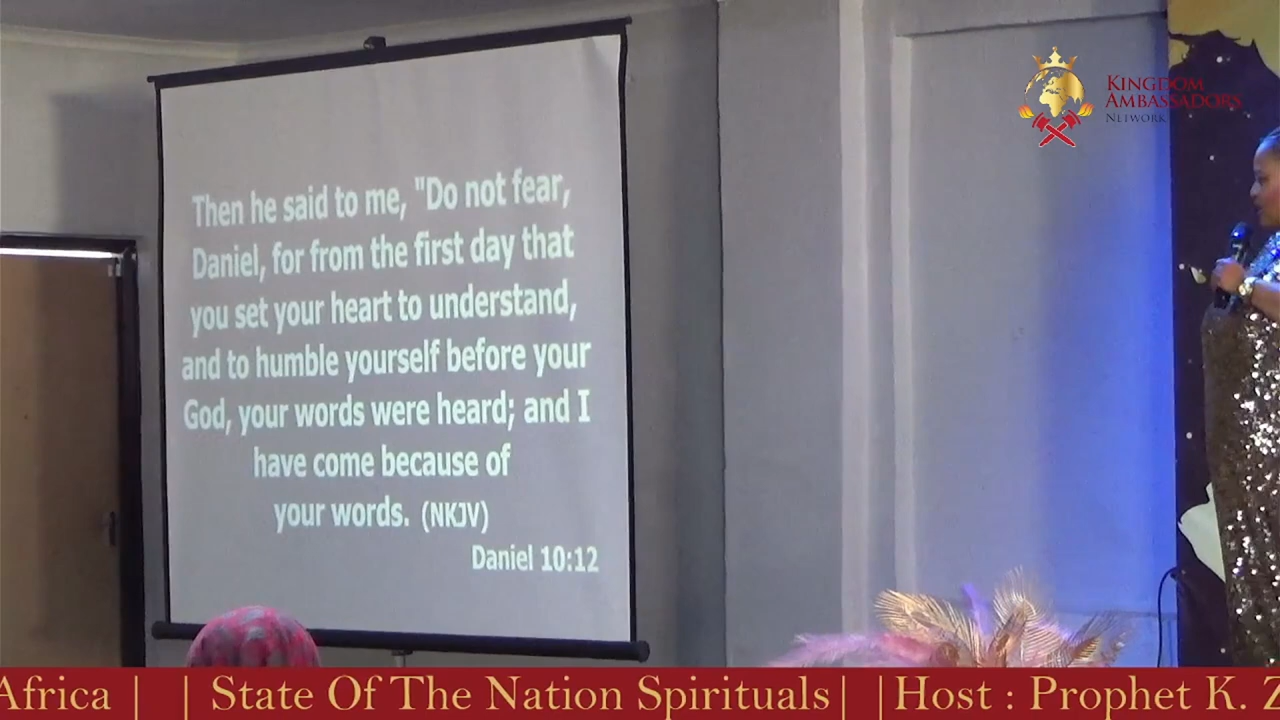 Then he said to me, "Do not fear,
Daniel, for from the first day that
you set your heart to understand,
and to humble yourself before your
God, your words were heard; and I
have come because of
your words. (NKJV)
Daniel 10:12
KINGDOM
AMBASSADORS
NETWORK
Africa | | State Of The Nation Spirituals| |Host : Prophet K. Z